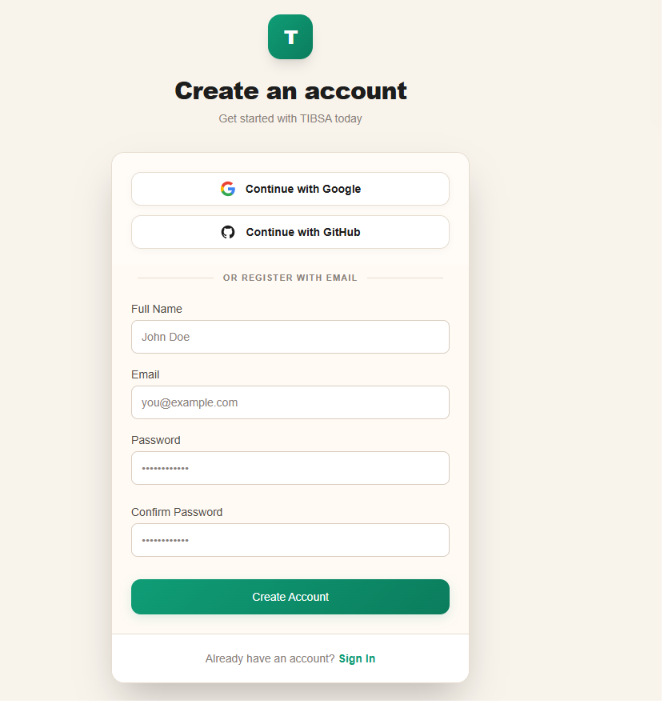 T
Create an account
Get started with TIBSA today
Continue with Google
Continue with GitHub
OR REGISTER WITH EMAIL
Full Name
John Doe
Email
you@example.com
Password
••••••••••••
Confirm Password
••••••••••••
Create Account
Already have an account? Sign In